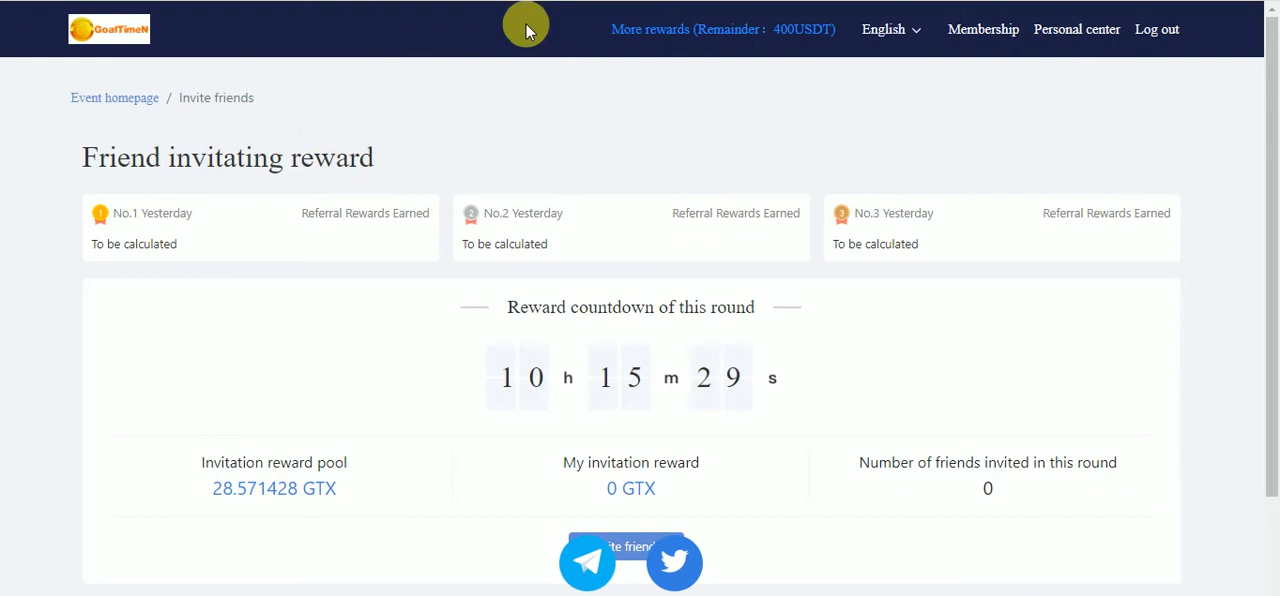 GoalTimeN
More rewards (Remainder： 400USDT)
English
Membership
Personal center
Log out
Event homepage / Invite friends
Friend invitating reward
1 No.1 Yesterday Referral Rewards Earned
To be calculated
2 No.2 Yesterday Referral Rewards Earned
To be calculated
3 No.3 Yesterday Referral Rewards Earned
To be calculated
Reward countdown of this round
10 h 15 m 29 s
Invitation reward pool
28.571428 GTX
My invitation reward
0 GTX
Number of friends invited in this round
0